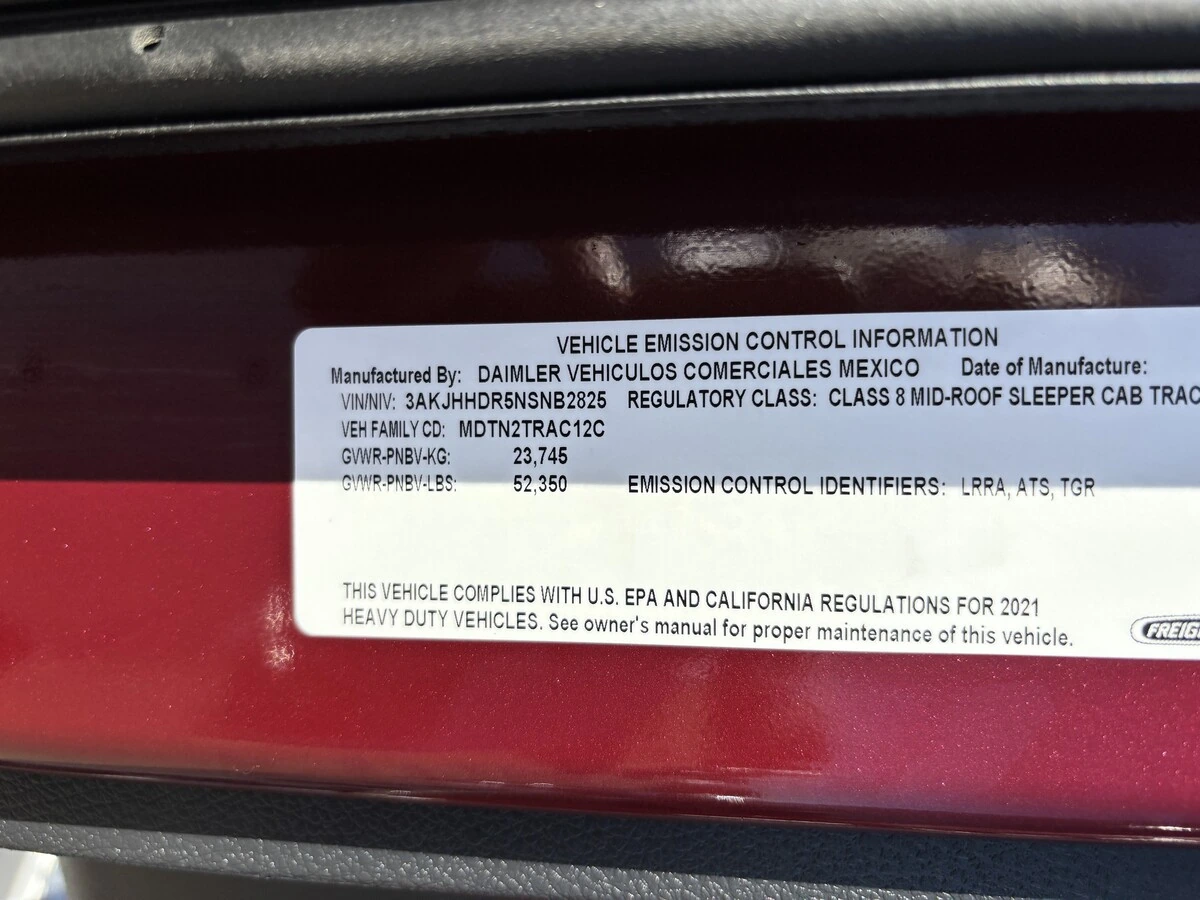 VEHICLE EMISSION CONTROL INFORMATION
Manufactured By: DAIMLER VEHICULOS COMERCIALES MEXICO Date of Manufacture:
VIN/NIV: 3AKJHHDR5NSNB2825 REGULATORY CLASS: CLASS 8 MID-ROOF SLEEPER CAB TRAC
VEH FAMILY CD: MDTN2TRAC12C
GVWR-PNBV-KG: 23,745
GVWR-PNBV-LBS: 52,350 EMISSION CONTROL IDENTIFIERS: LRRA, ATS, TGR
THIS VEHICLE COMPLIES WITH U.S. EPA AND CALIFORNIA REGULATIONS FOR 2021
HEAVY DUTY VEHICLES. See owner's manual for proper maintenance of this vehicle.
FREIG